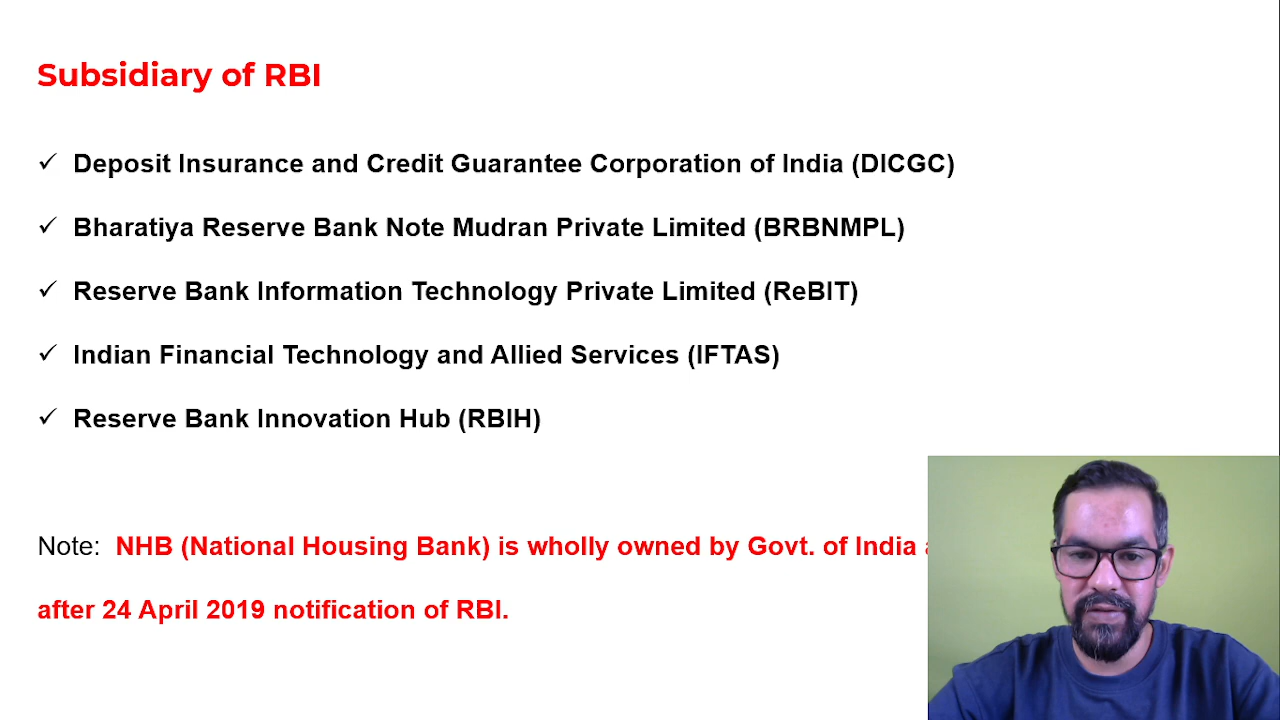 Subsidiary of RBI
✓ Deposit Insurance and Credit Guarantee Corporation of India (DICGC)
✓ Bharatiya Reserve Bank Note Mudran Private Limited (BRBNMPL)
✓ Reserve Bank Information Technology Private Limited (ReBIT)
✓ Indian Financial Technology and Allied Services (IFTAS)
✓ Reserve Bank Innovation Hub (RBIH)
Note: NHB (National Housing Bank) is wholly owned by Govt. of India
after 24 April 2019 notification of RBI.